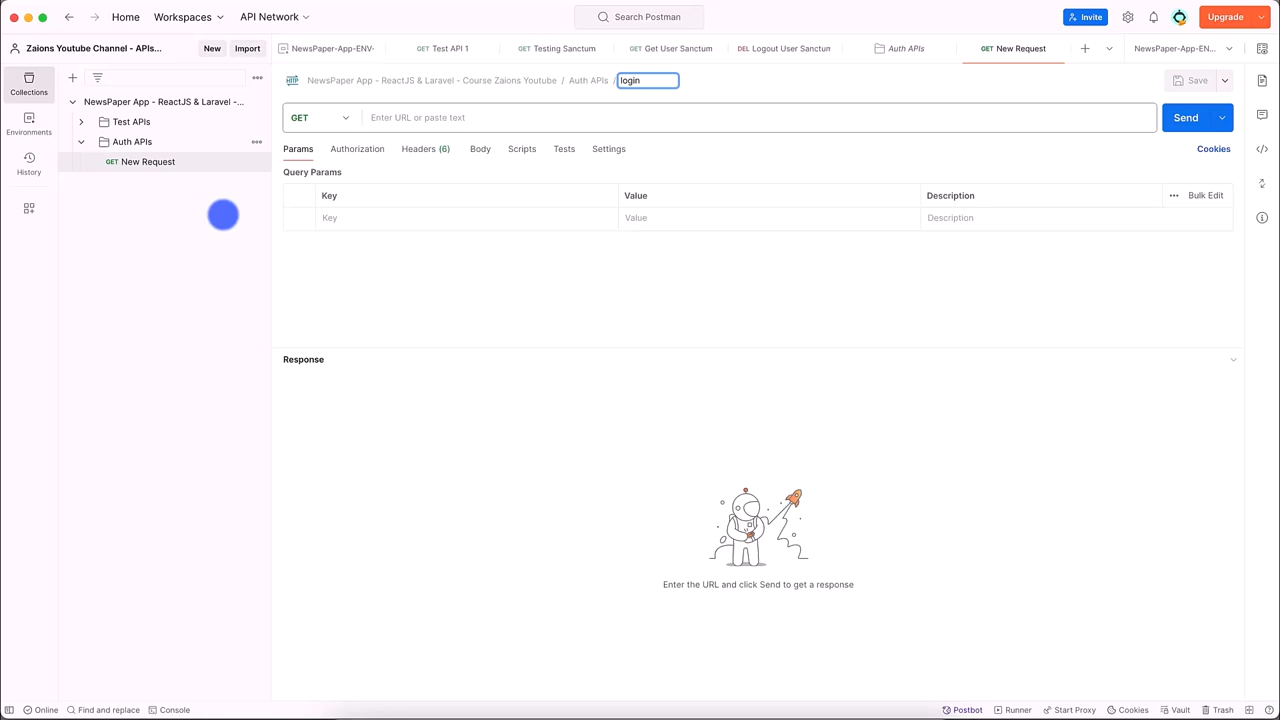 Home Workspaces API Network Search Postman Invite Upgrade
Zaions Youtube Channel - APIs... New Import NewsPaper-App-ENV- GET Test API 1 GET Testing Sanctum GET Get User Sanctum DEL Logout User Sanctum Auth APIs GET New Request NewsPaper-App-EN...
Collections
Environments
History
NewsPaper App - ReactJS & Laravel -...
Test APIs
Auth APIs
GET New Request
HTTP NewsPaper App - ReactJS & Laravel - Course Zaions Youtube / Auth APIs / login Save
GET Enter URL or paste text Send
Params Authorization Headers (6) Body Scripts Tests Settings Cookies
Query Params
Key Value Description Bulk Edit
Key Value Description
Response
Enter the URL and click Send to get a response
Online Find and replace Console Postbot Runner Start Proxy Cookies Vault Trash